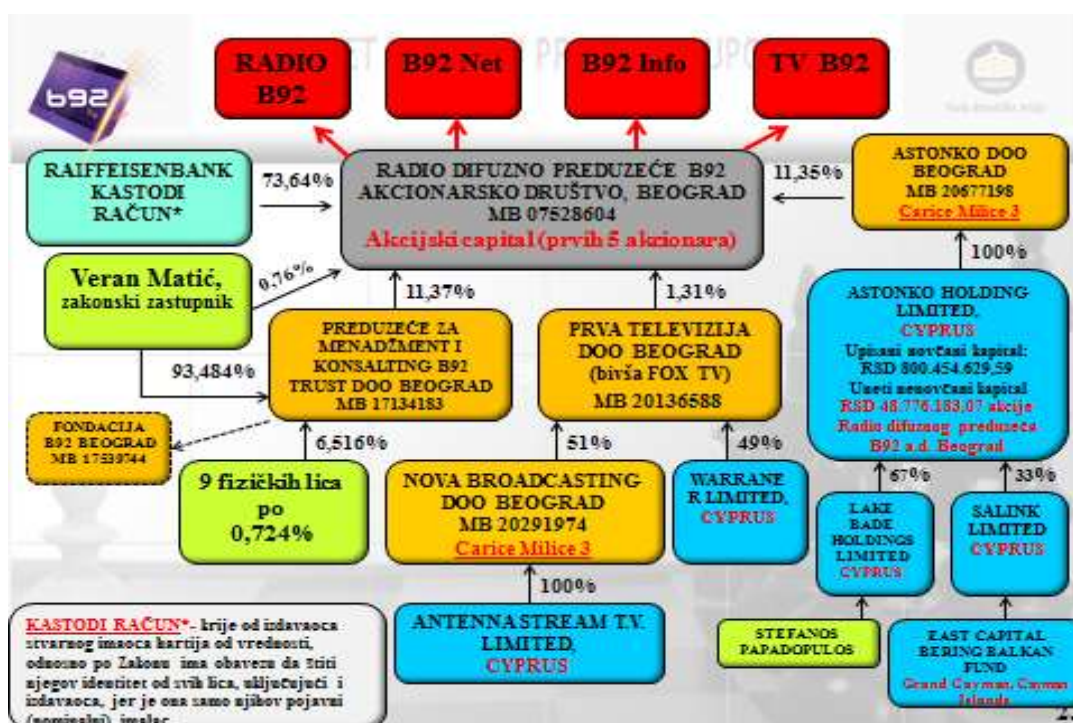 RADIO
B92
B92 Net
B92 Info
TV B92
b92
RAIFFEISENBANK
KASTODI
RAČUN*
73,64%
RADIO DIFUZNO PREDUZEĆE B92
AKCIONARSKO DRUŠTVO, BEOGRAD
MB 07528604
Akcijski capital (prvih 5 akcionara)
11,35%
ASTONKO DOO
BEOGRAD
MB 20677198
Carice Milice 3
100%
Veran Matić,
zakonski zastupnik
0,76%
11,37%
1,31%
93,484%
PREDUZEĆE ZA
MENADŽMENT I
KONSALTING B92
TRUST DOO BEOGRAD
MB 17134183
PRVA TELEVIZIJA
DOO BEOGRAD
(bivša FOX TV)
MB 20136588
ASTONKO HOLDING
LIMITED,
CYPRUS
Upisani novčani kapital:
RSD 800.454.629,59
Uneti nenovčani kapital
RSD 48.776.183,07 akcije
Radio difuznog preduzeća
B92 a.d. Beograd
FONDACIJA
B92 BEOGRAD
MB 17539744
6,516%
51%
49%
67%
33%
9 fizičkih lica
po
0,724%
NOVA BROADCASTING
DOO BEOGRAD
MB 20291974
Carice Milice 3
WARRANE
R LIMITED,
CYPRUS
LAKE
BADE
HOLDINGS
LIMITED
CYPRUS
SALINK
LIMITED
CYPRUS
100%
KASTODI RAČUN*- krije od izdavaoca
stvarnog imaoca hartija od vrednosti,
odnosno po Zakonu ima obavezu da štiti
njegov identitet od svih lica, uključujući i
izdavaoca, jer je ona samo njihov pojavni
(nominalni) imalac
ANTENNA STREAM T.V.
LIMITED,
CYPRUS
STEFANOS
PAPADOPULOS
EAST CAPITAL
BERING BALKAN
FUND
Grand Cayman, Cayman
Islands
2